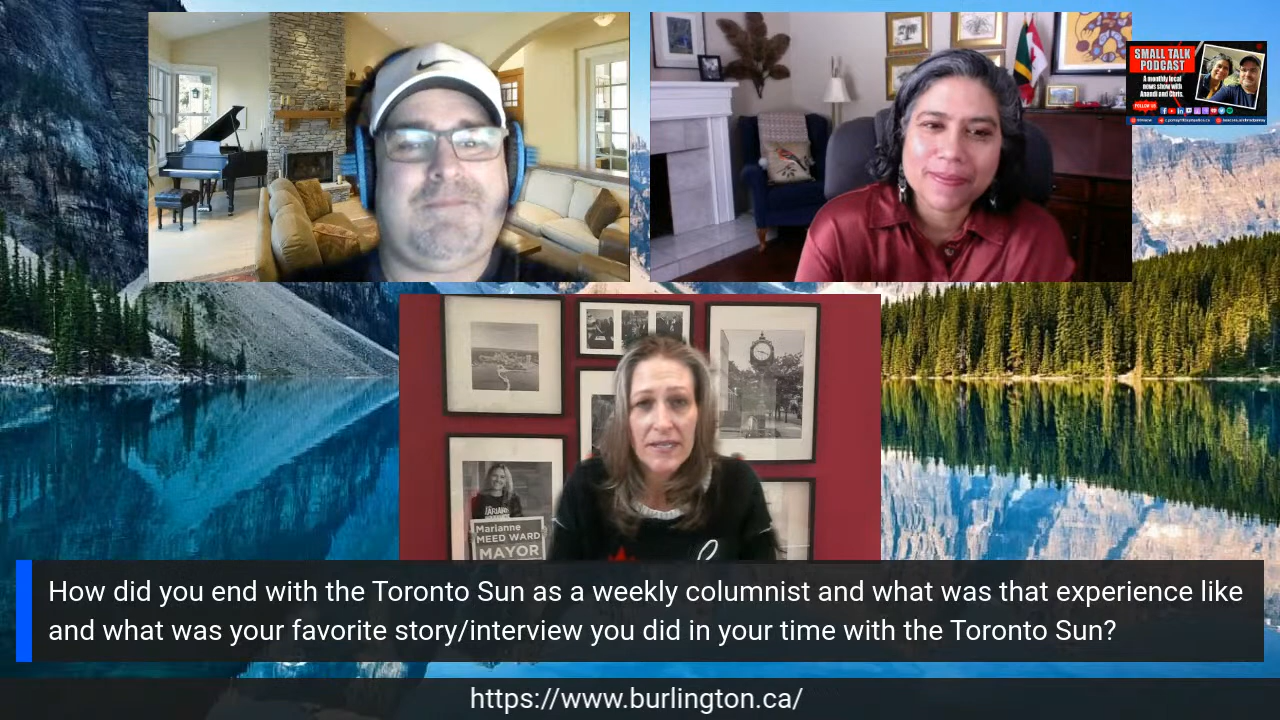 SMALL TALK
PODCAST
A monthly local
news show with
Anandi and Chris.
FOLLOW US
Marianne
MEED WARD
MAYOR
How did you end with the Toronto Sun as a weekly columnist and what was that experience like
and what was your favorite story/interview you did in your time with the Toronto Sun?
https://www.burlington.ca/